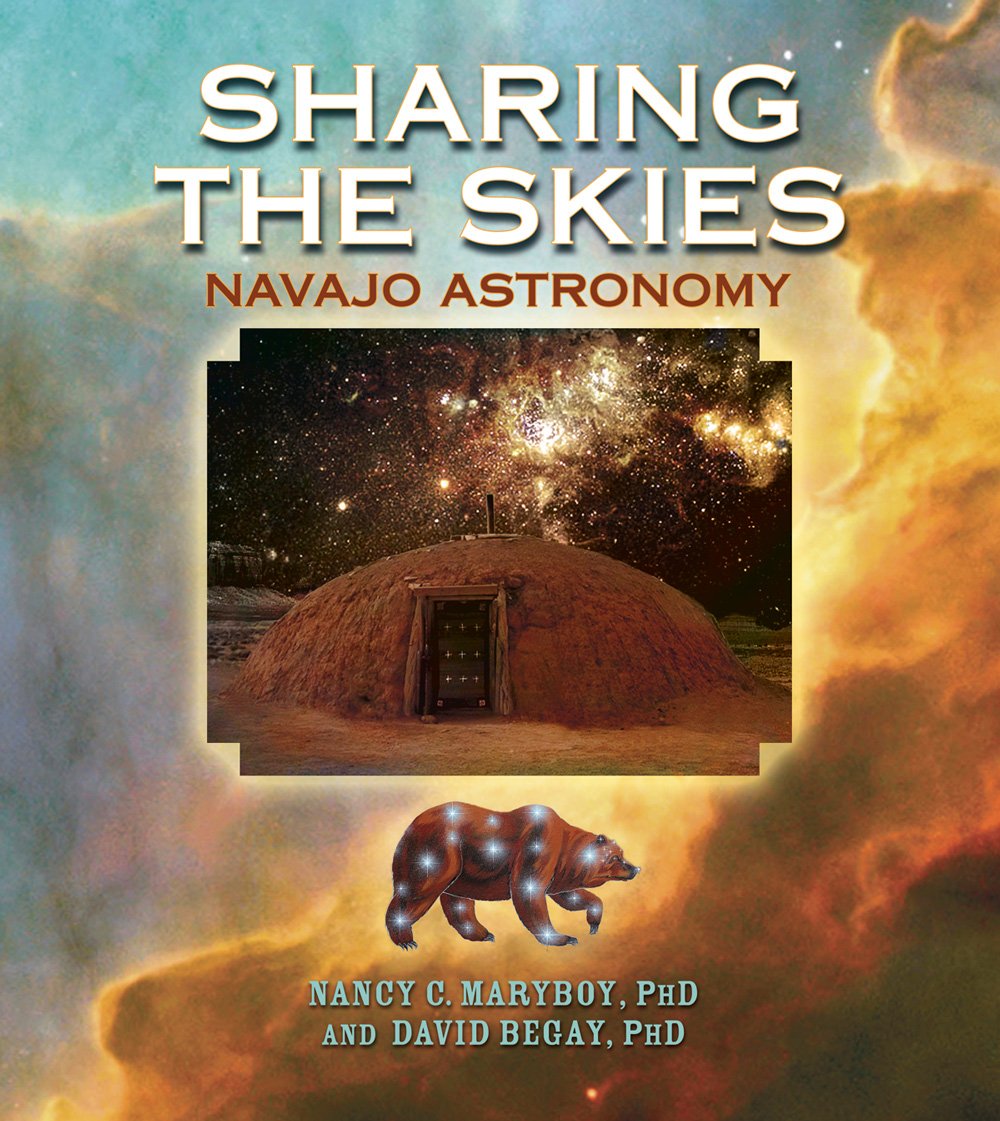 SHARING
THE SKIES
NAVAJO ASTRONOMY
NANCY C. MARYBOY, PHD
AND DAVID BEGAY, PHD